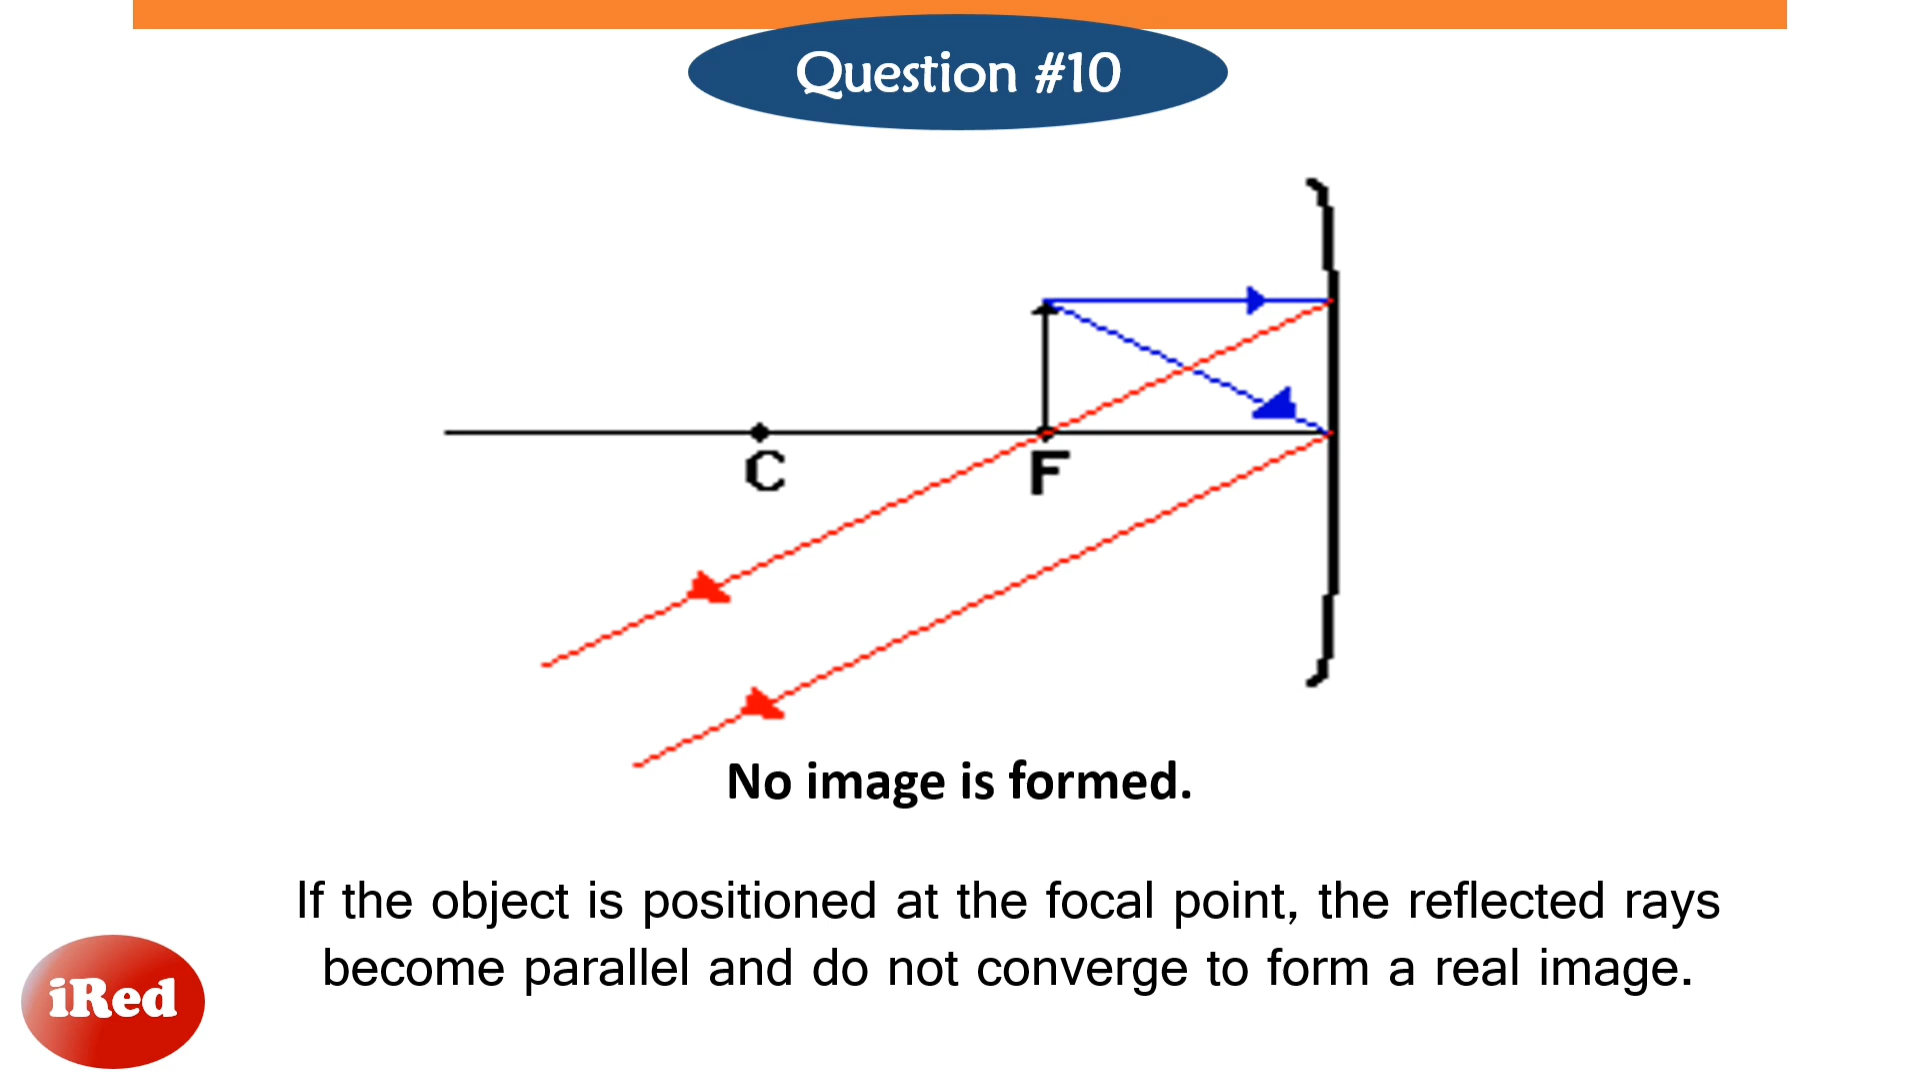 Question #10
C
F
No image is formed.
If the object is positioned at the focal point, the reflected rays
become parallel and do not converge to form a real image.
iRed